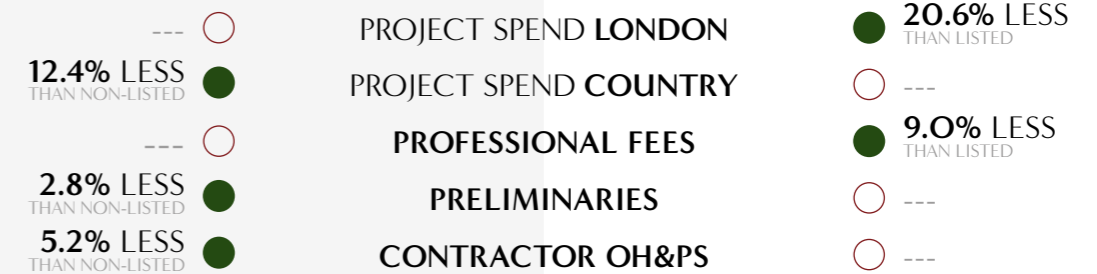 --- PROJECT SPEND LONDON 20.6% LESS
THAN LISTED
12.4% LESS PROJECT SPEND COUNTRY ---
THAN NON-LISTED
--- PROFESSIONAL FEES 9.0% LESS
THAN LISTED
2.8% LESS PRELIMINARIES ---
THAN NON-LISTED
5.2% LESS CONTRACTOR OH&PS ---
THAN NON-LISTED